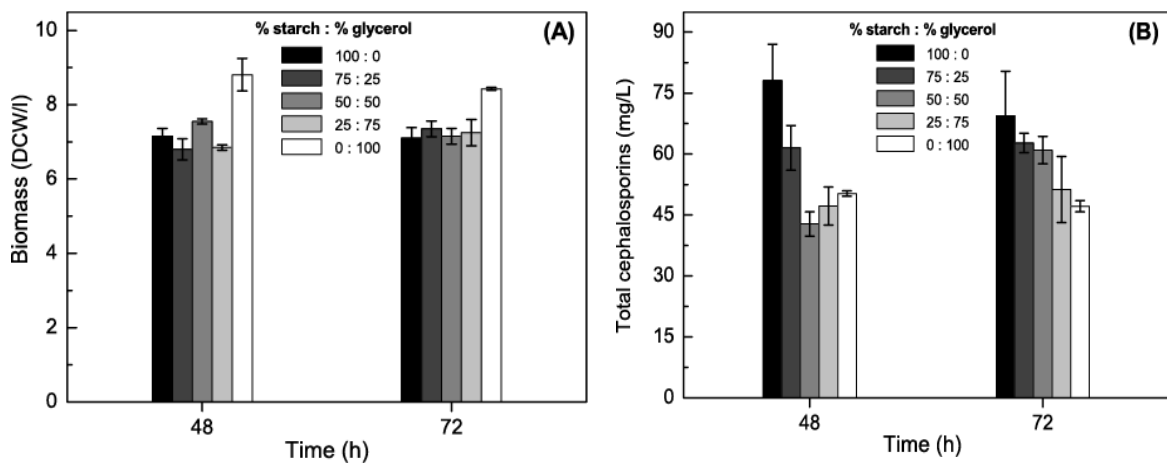 (A)
% starch : % glycerol
100 : 0
75 : 25
50 : 50
25 : 75
0 : 100
Biomass (DCW/l)
10
8
6
4
2
0
48
72
Time (h)
(B)
% starch : % glycerol
100 : 0
75 : 25
50 : 50
25 : 75
0 : 100
Total cephalosporins (mg/L)
90
75
60
45
30
15
0
48
72
Time (h)